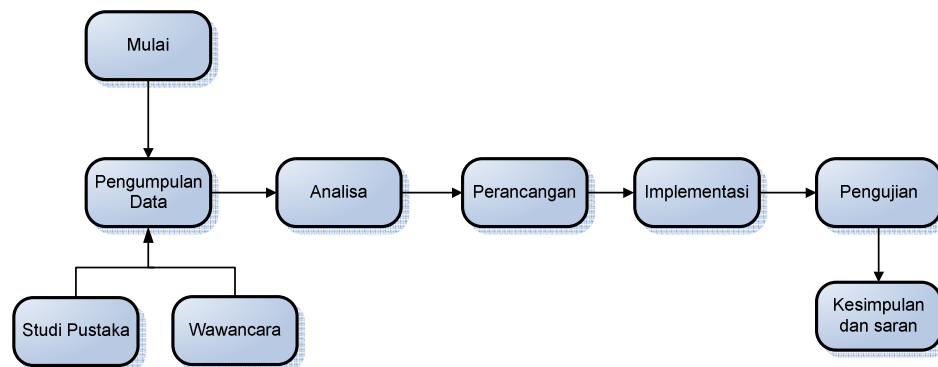 Mulai
Pengumpulan
Data
Analisa
Perancangan
Implementasi
Pengujian
Studi Pustaka
Wawancara
Kesimpulan
dan saran